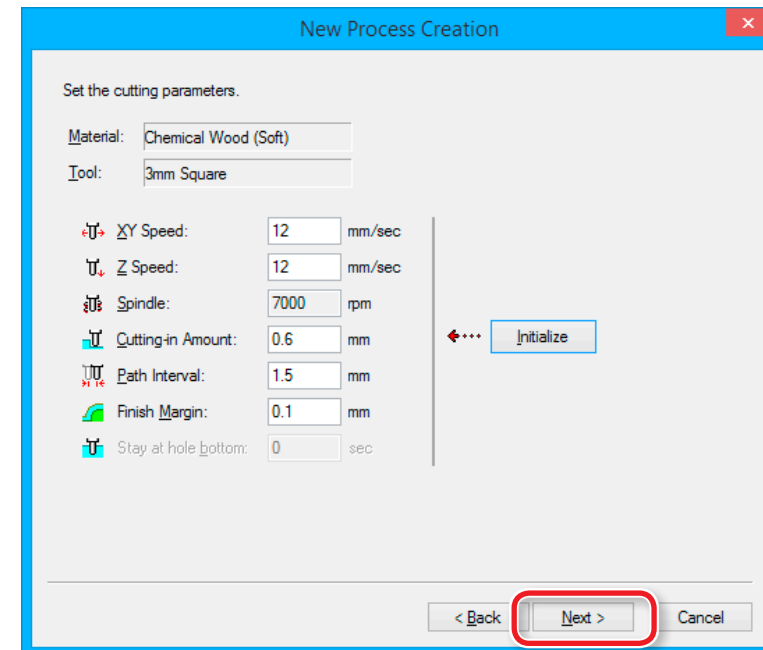 New Process Creation
Set the cutting parameters.
Material: Chemical Wood (Soft)
Tool: 3mm Square
XY Speed: 12 mm/sec
Z Speed: 12 mm/sec
Spindle: 7000 rpm
Cutting-in Amount: 0.6 mm
Initialize
Path Interval: 1.5 mm
Finish Margin: 0.1 mm
Stay at hole bottom: 0 sec
< Back Next > Cancel